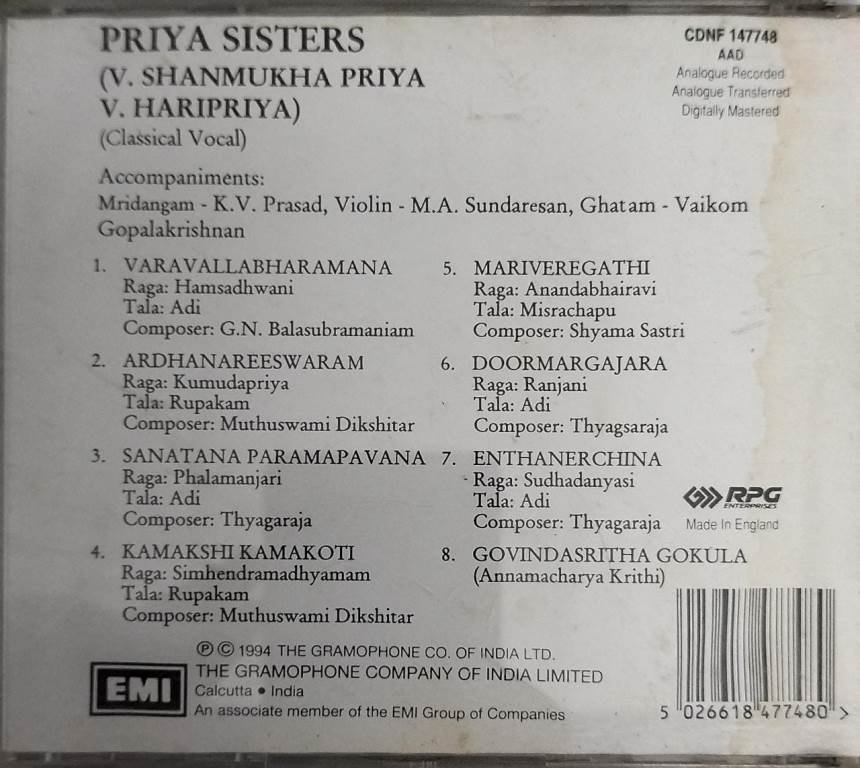 PRIYA SISTERS
(V. SHANMUKHA PRIYA
V. HARIPRIYA)
(Classical Vocal)
CDNF 147748
AAD
Analogue Recorded
Analogue Transferred
Digitally Mastered
Accompaniments:
Mridangam - K.V. Prasad, Violin - M.A. Sundaresan, Ghatam - Vaikom
Gopalakrishnan
1. VARAVALLABHARAMANA
Raga: Hamsadhwani
Tala: Adi
Composer: G.N. Balasubramaniam
2. ARDHANAREESWARAM
Raga: Kumudapriya
Tala: Rupakam
Composer: Muthuswami Dikshitar
3. SANATANA PARAMAPAVANA
Raga: Phalamanjari
Tala: Adi
Composer: Thyagaraja
4. KAMAKSHI KAMAKOTI
Raga: Simhendramadhyamam
Tala: Rupakam
Composer: Muthuswami Dikshitar
5. MARIVEREGATHI
Raga: Anandabhairavi
Tala: Misrachapu
Composer: Shyama Sastri
6. DOORMARGAJARA
Raga: Ranjani
Tala: Adi
Composer: Thyagsaraja
7. ENTHANERCHINA
Raga: Sudhadanyasi
Tala: Adi
Composer: Thyagaraja
8. GOVINDASRITHA GOKULA
(Annamacharya Krithi)
RPG
ENTERPRISES
Made In England
℗ © 1994 THE GRAMOPHONE CO. OF INDIA LTD.
THE GRAMOPHONE COMPANY OF INDIA LIMITED
Calcutta • India
An associate member of the EMI Group of Companies
EMI
5 026618 477480 >